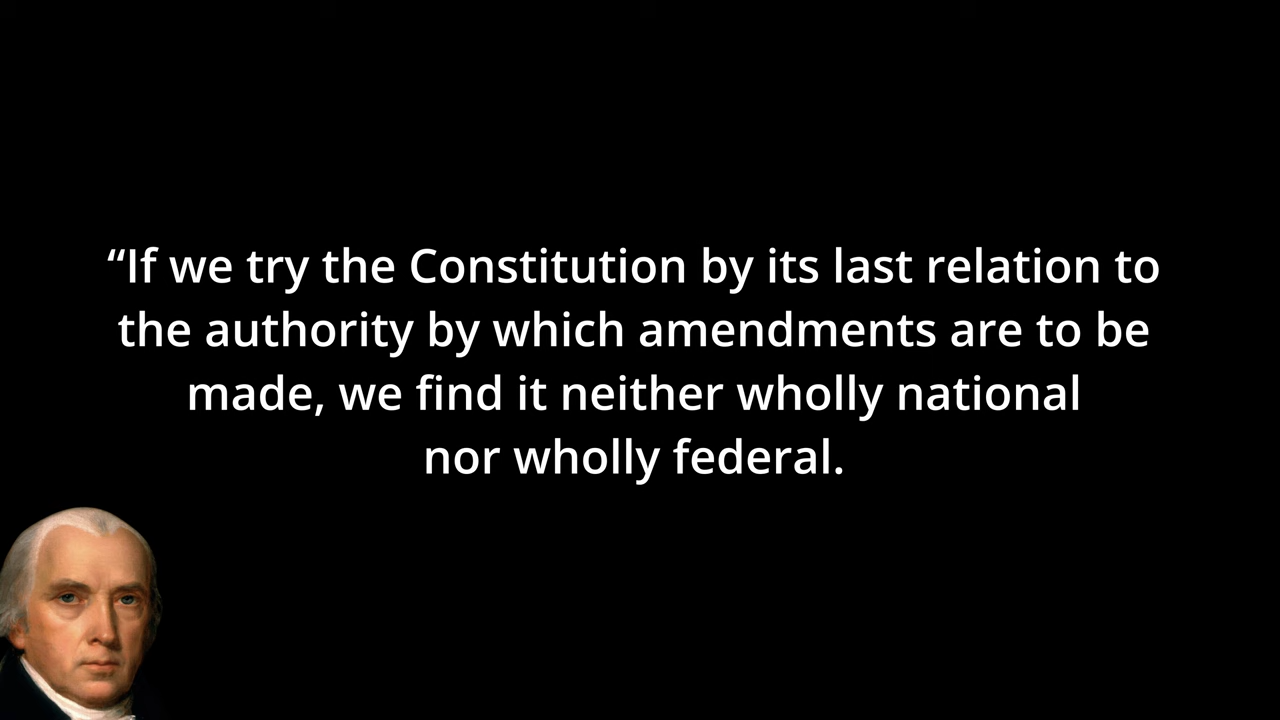 “If we try the Constitution by its last relation to
the authority by which amendments are to be
made, we find it neither wholly national
nor wholly federal.